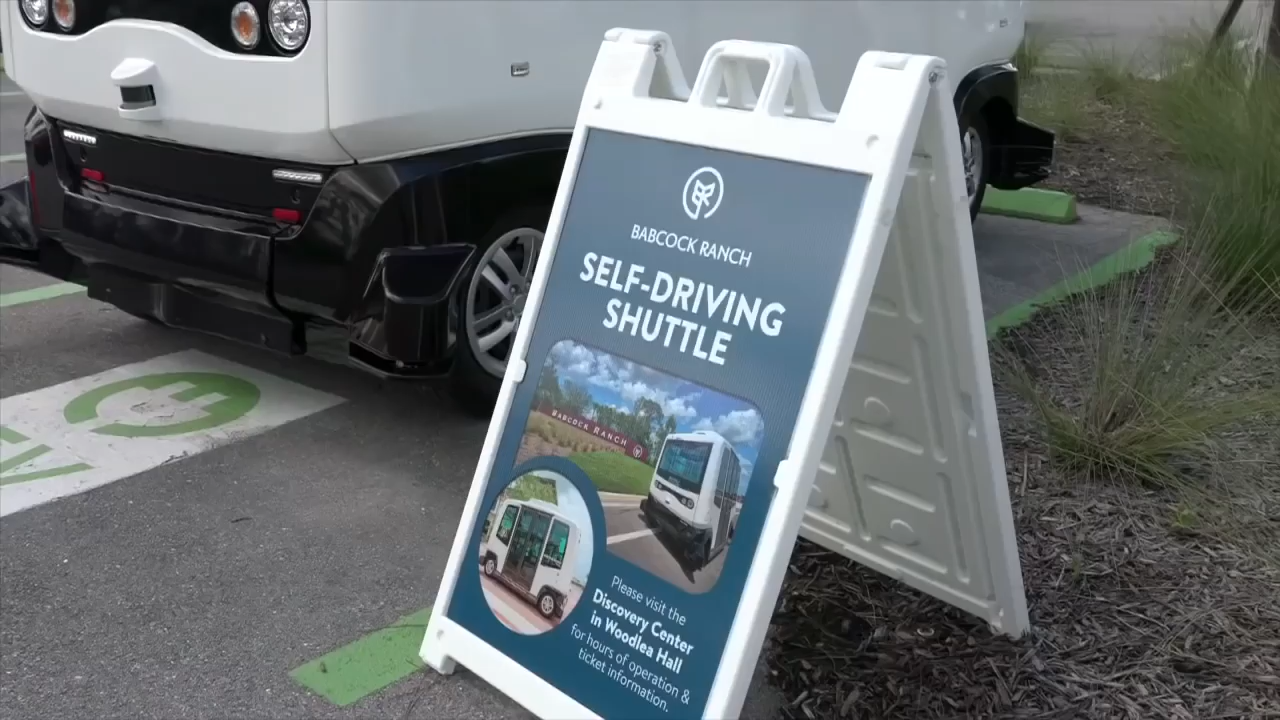 BABCOCK RANCH
SELF-DRIVING
SHUTTLE
BABCOCK RANCH
Please visit the
Discovery Center
in Woodlea Hall
for hours of operation &
ticket information.
EV